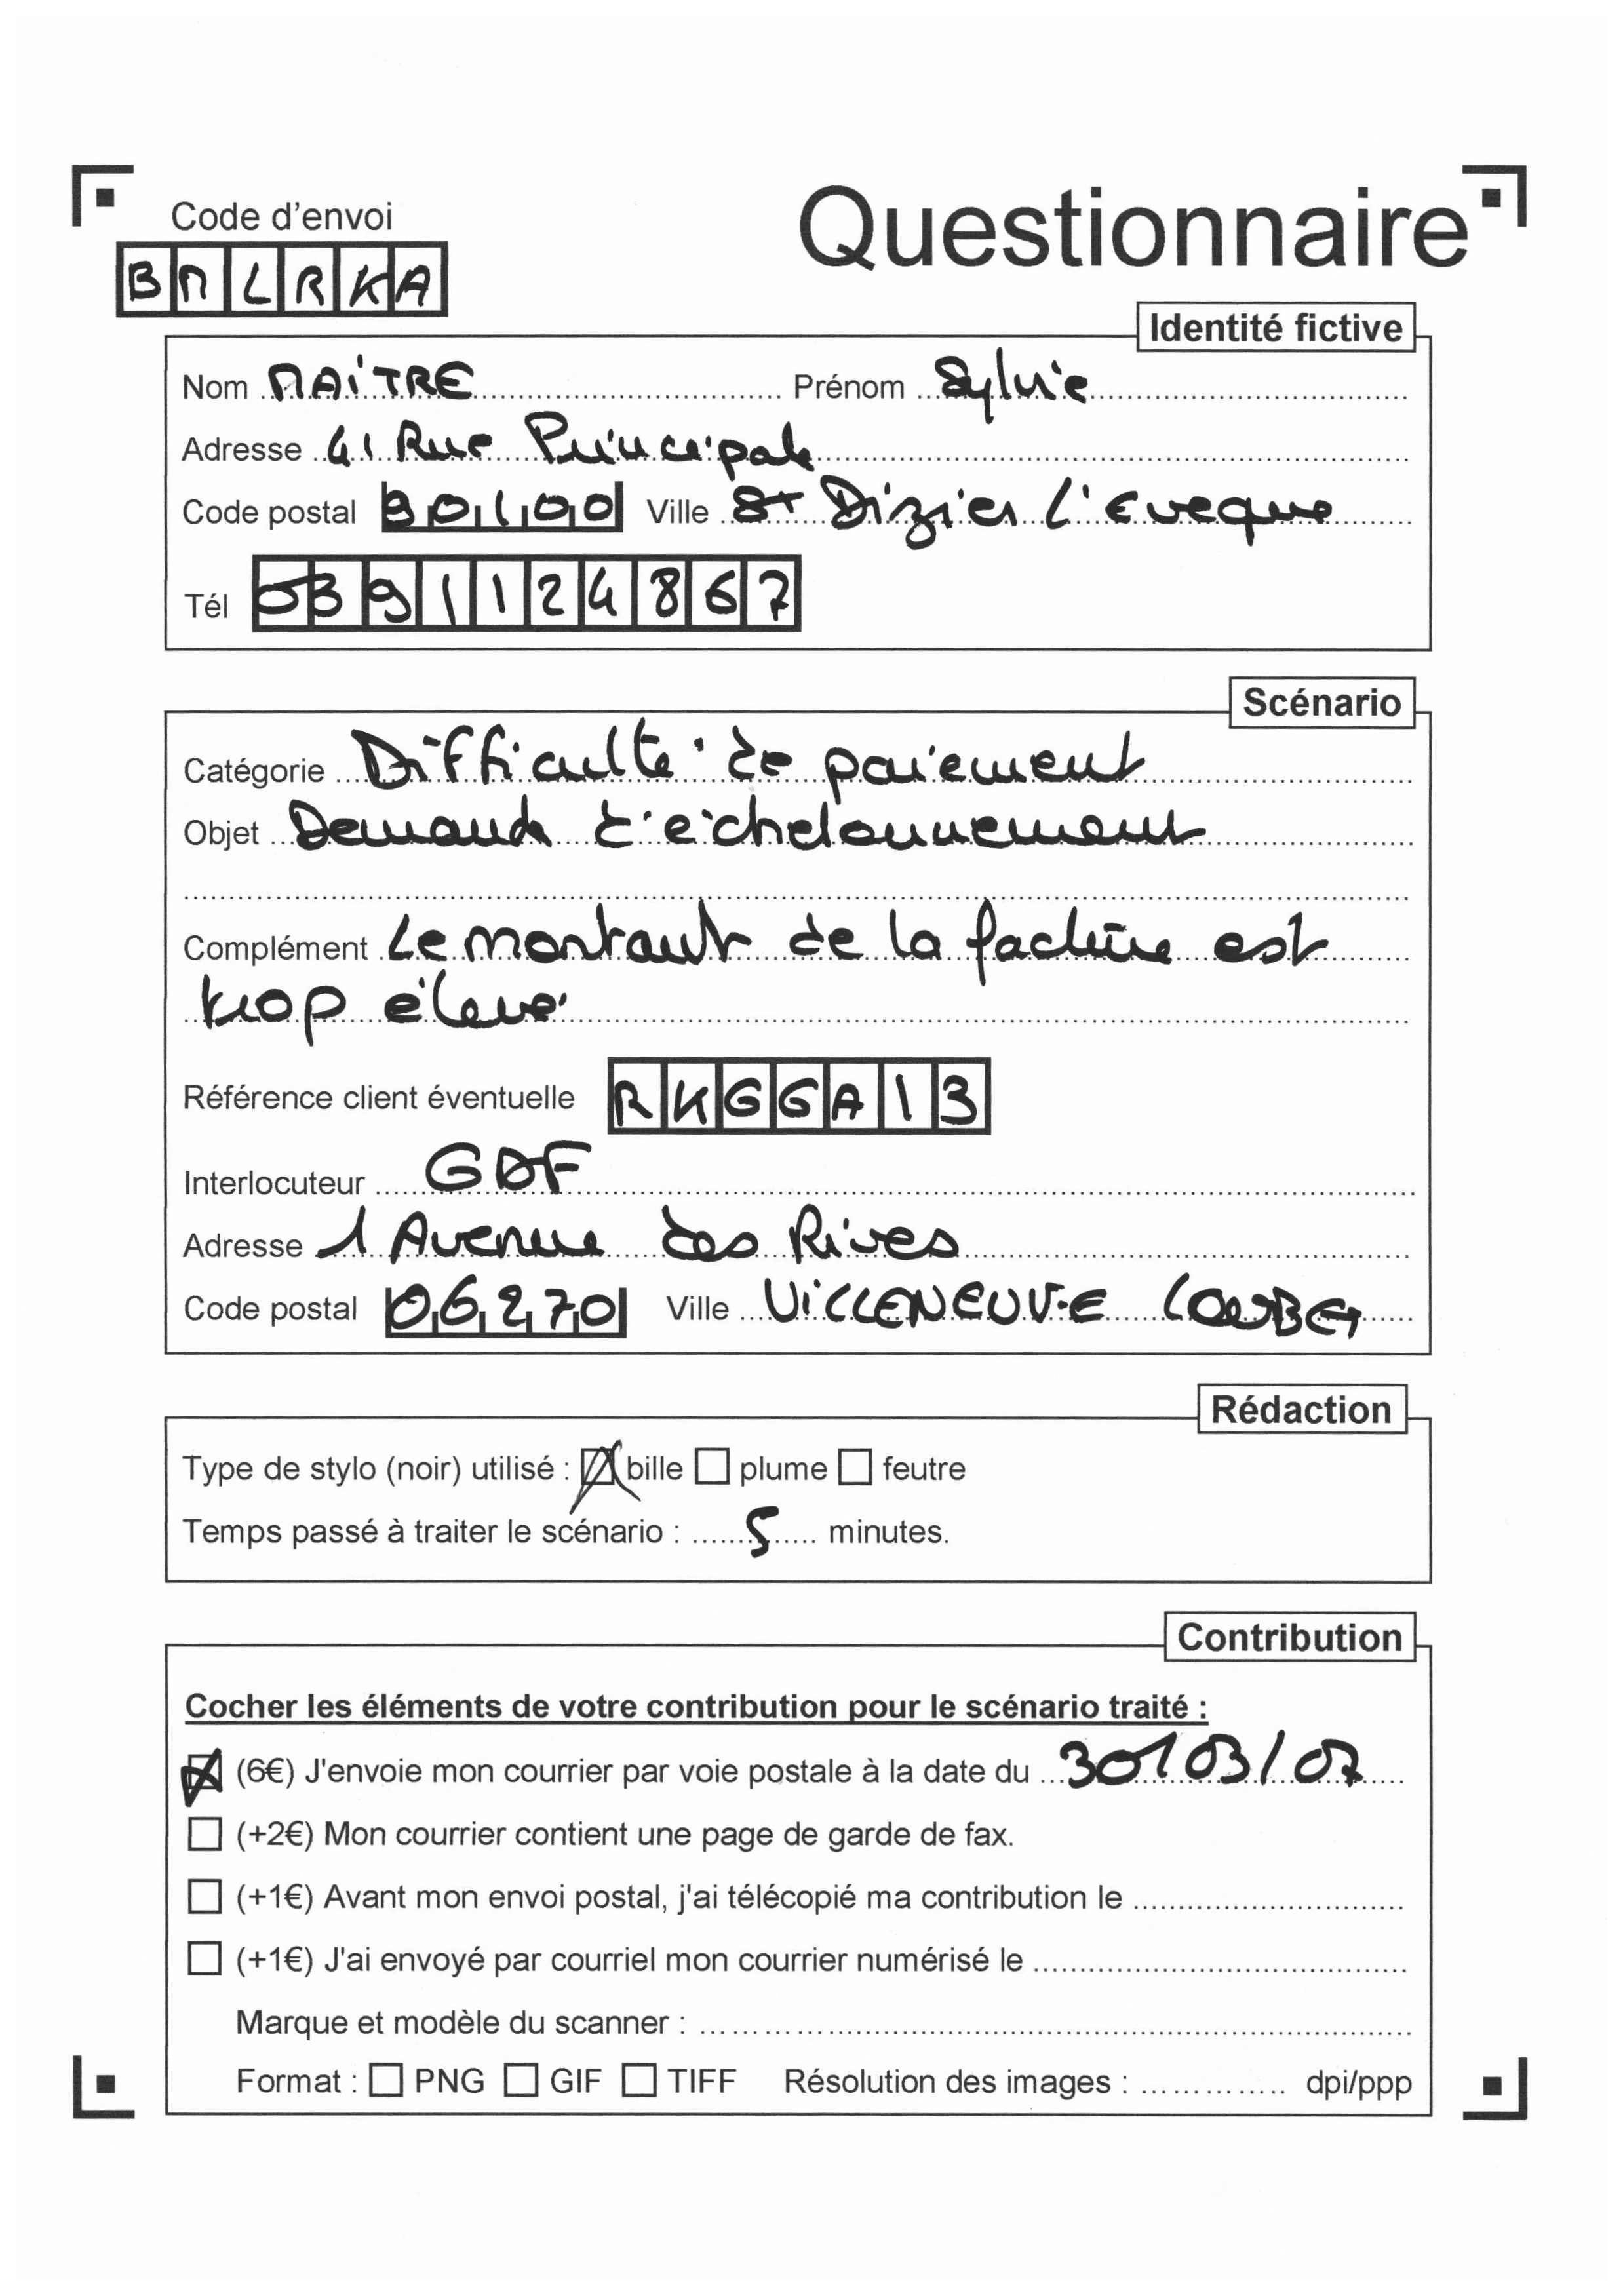 Questionnaire
Code d'envoi
BMLRKA
Identité fictive
Nom MAÎTRE Prénom Sylvie
Adresse 41 Rue Principale
Code postal 90100 Ville St Dizier l'Eveque
Tél 0391124867
Scénario
Catégorie Difficulté de paiement
Objet Demande d'échelonnement
Complément Le montant de la facture est
trop élevé
Référence client éventuelle RKGGA13
Interlocuteur GDF
Adresse 1 Avenue des Rives
Code postal 06270 Ville VILLENEUVE LOUBET
Rédaction
Type de stylo (noir) utilisé : bille plume feutre
Temps passé à traiter le scénario : 5 minutes.
Contribution
Cocher les éléments de votre contribution pour le scénario traité :
(6€) J'envoie mon courrier par voie postale à la date du 30/03/07
(+2€) Mon courrier contient une page de garde de fax.
(+1€) Avant mon envoi postal, j'ai télécopié ma contribution le
(+1€) J'ai envoyé par courriel mon courrier numérisé le
Marque et modèle du scanner :
Format : PNG GIF TIFF Résolution des images : dpi/ppp